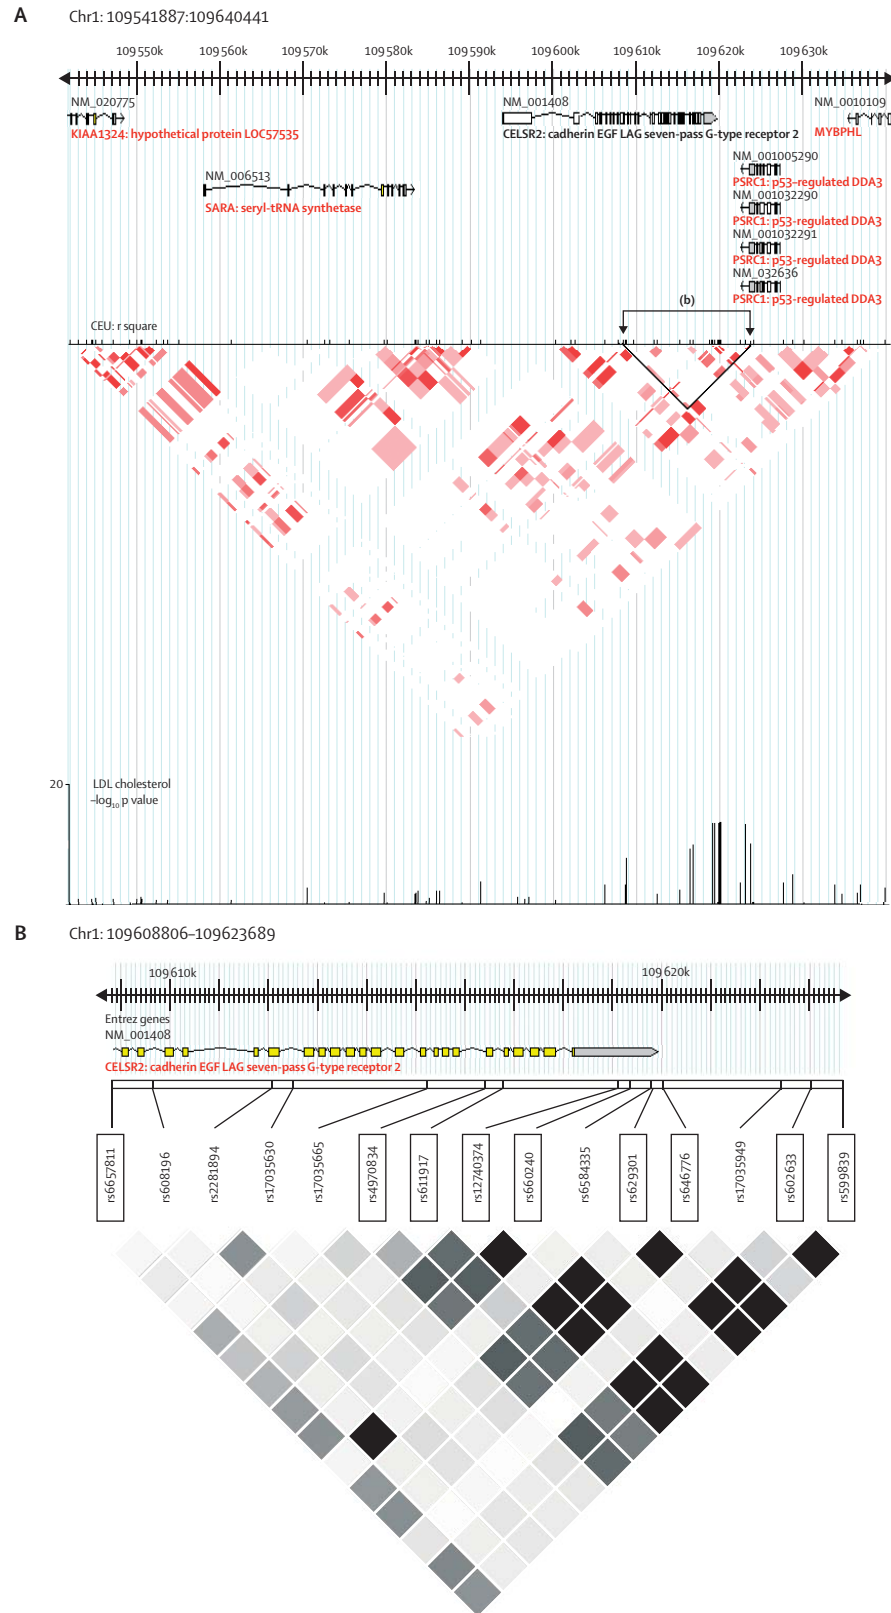 A Chr1: 109541887:109640441
109550k 109560k 109570k 109580k 109590k 109600k 109610k 109620k 109630k
NM_020775 NM_001408 NM_0010109
KIAA1324: hypothetical protein LOC57535 CELSR2: cadherin EGF LAG seven-pass G-type receptor 2 MYBPHL
NM_001005290
NM_006513 PSRC1: p53-regulated DDA3
NM_001032290
SARA: seryl-tRNA synthetase PSRC1: p53-regulated DDA3
NM_001032291
PSRC1: p53-regulated DDA3
NM_032636
PSRC1: p53-regulated DDA3
(b)
CEU: r square
20 LDL cholesterol
–log10 p value
B Chr1: 109608806–109623689
109610k 109620k
Entrez genes
NM_001408
CELSR2: cadherin EGF LAG seven-pass G-type receptor 2
rs6657811
rs608196
rs2281894
rs17035630
rs17035665
rs4970834
rs611917
rs12740374
rs660240
rs6584335
rs629301
rs646776
rs17035949
rs602633
rs599839